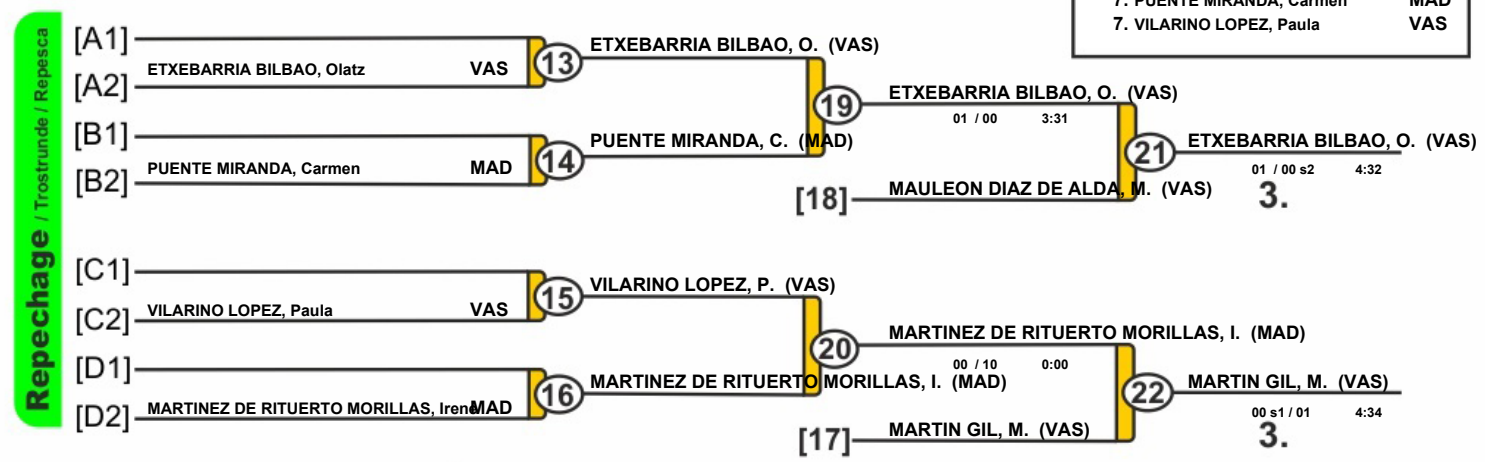 7. PUENTE MIRANDA, Carmen MAD
7. VILARINO LOPEZ, Paula VAS
Repechage / Trostrunde / Repesca
[A1]
ETXEBARRIA BILBAO, Olatz VAS
[A2]
13
ETXEBARRIA BILBAO, O. (VAS)
[B1]
PUENTE MIRANDA, Carmen MAD
[B2]
14
PUENTE MIRANDA, C. (MAD)
19
ETXEBARRIA BILBAO, O. (VAS)
01 / 00 3:31
[18]
MAULEON DIAZ DE ALDA, M. (VAS)
21
ETXEBARRIA BILBAO, O. (VAS)
01 / 00 s2 4:32
3.
[C1]
VILARINO LOPEZ, Paula VAS
[C2]
15
VILARINO LOPEZ, P. (VAS)
[D1]
MARTINEZ DE RITUERTO MORILLAS, Irene MAD
[D2]
16
MARTINEZ DE RITUERTO MORILLAS, I. (MAD)
20
MARTINEZ DE RITUERTO MORILLAS, I. (MAD)
00 / 10 0:00
[17]
MARTIN GIL, M. (VAS)
22
MARTIN GIL, M. (VAS)
00 s1 / 01 4:34
3.